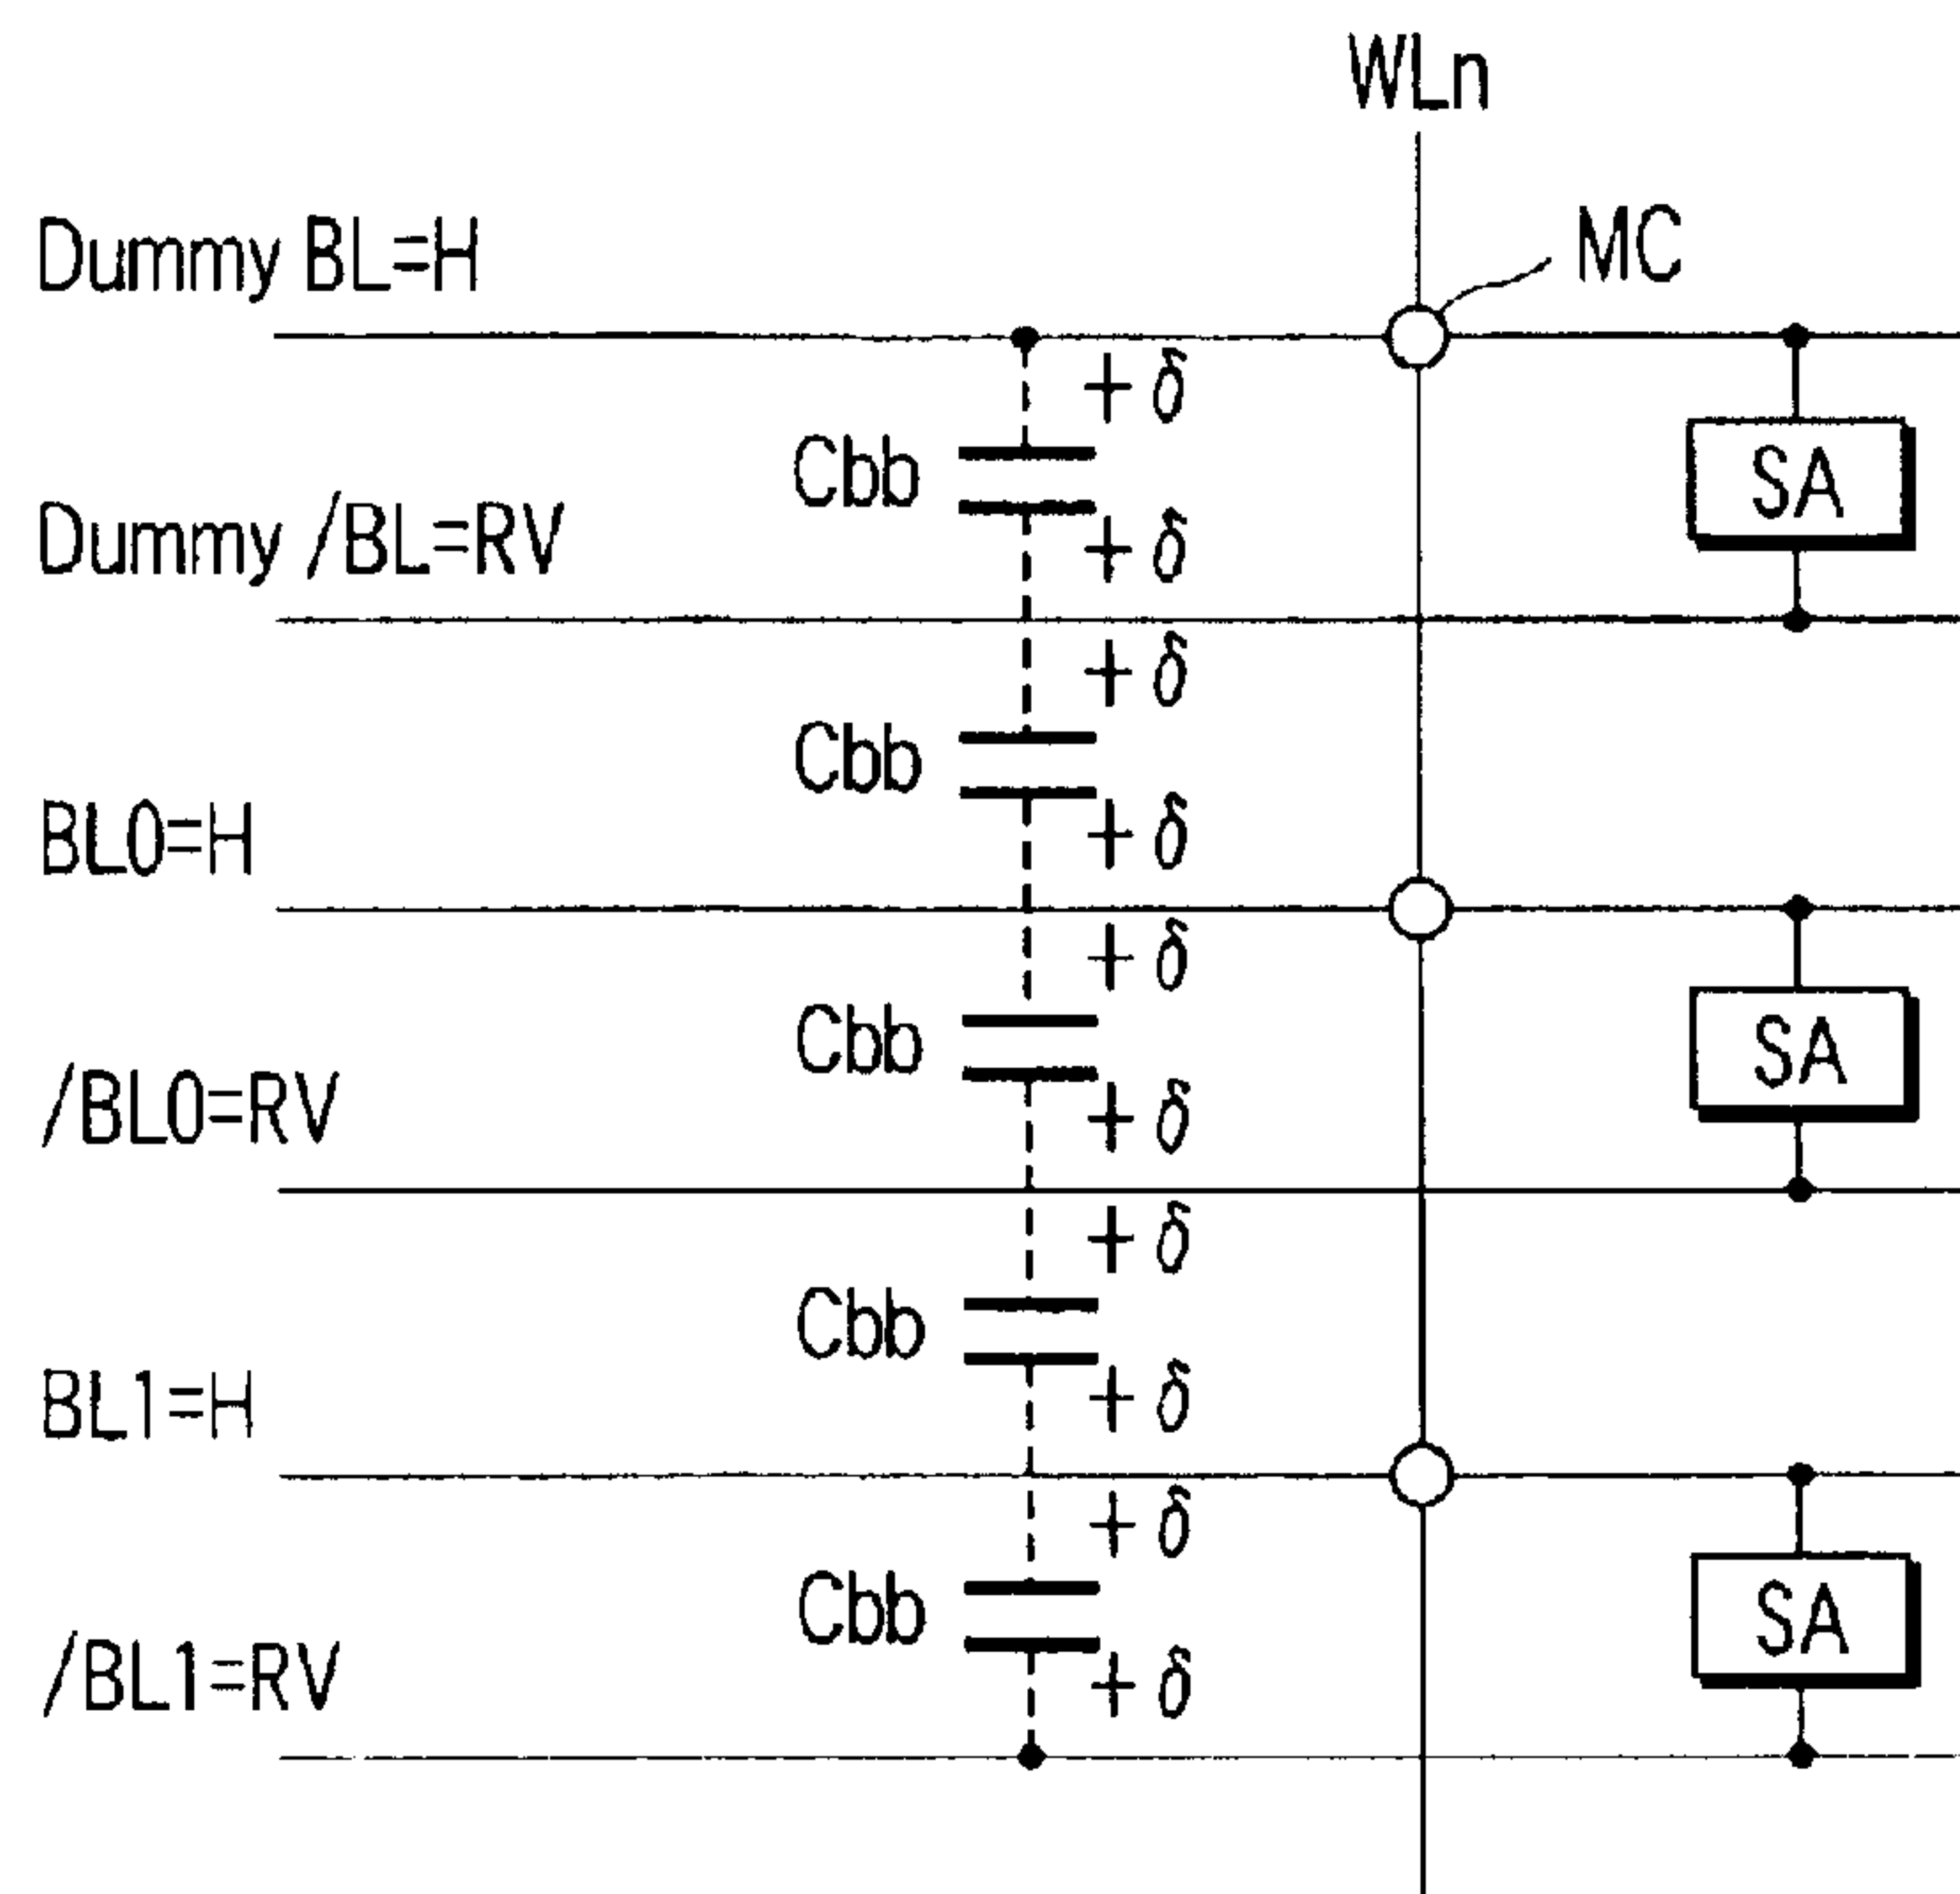 WLn
Dummy BL=H
MC
+δ
Cbb
SA
+δ
Dummy /BL=RV
+δ
Cbb
BL0=H
+δ
+δ
Cbb
SA
/BL0=RV
+δ
+δ
Cbb
BL1=H
+δ
+δ
Cbb
SA
/BL1=RV
+δ